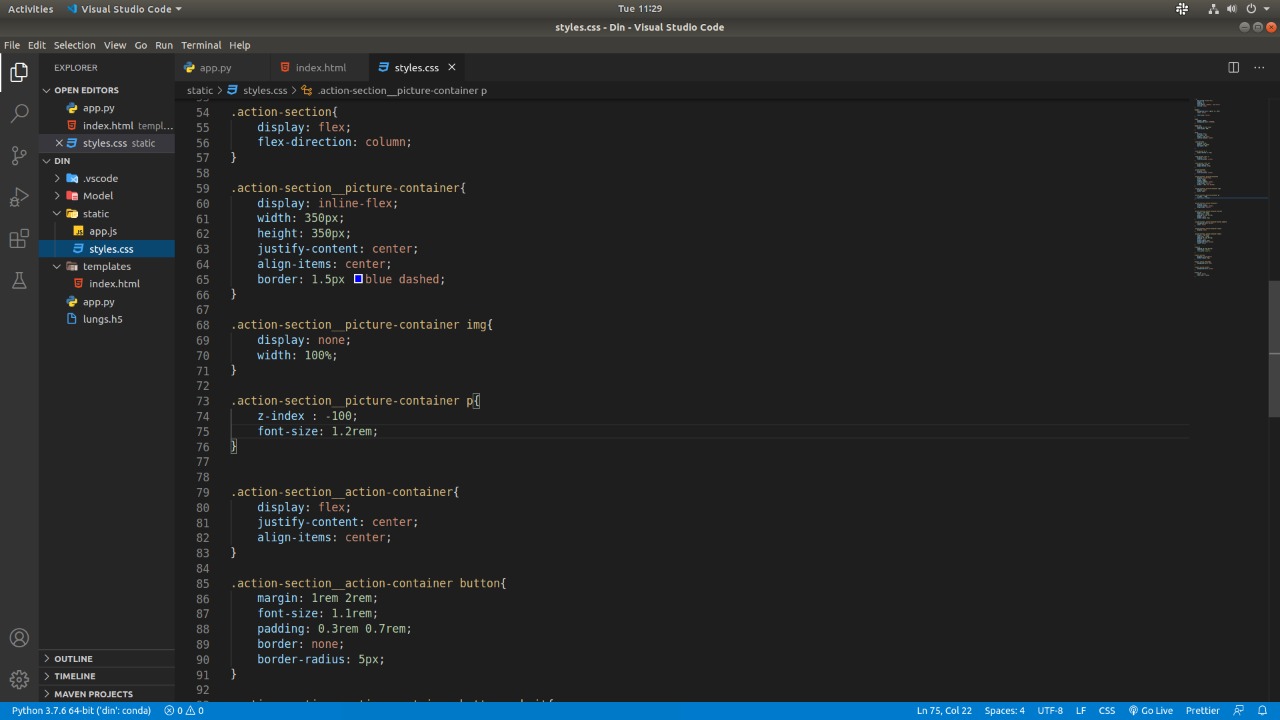 Activities Visual Studio Code Tue 11:29
styles.css - Din - Visual Studio Code
File Edit Selection View Go Run Terminal Help
EXPLORER
OPEN EDITORS
app.py
index.html templ...
styles.css static
DIN
.vscode
Model
static
app.js
styles.css
templates
index.html
app.py
lungs.h5
OUTLINE
TIMELINE
MAVEN PROJECTS
app.py index.html styles.css
static > styles.css > .action-section__picture-container p
54 .action-section{
55 display: flex;
56 flex-direction: column;
57 }
58
59 .action-section__picture-container{
60 display: inline-flex;
61 width: 350px;
62 height: 350px;
63 justify-content: center;
64 align-items: center;
65 border: 1.5px blue dashed;
66 }
67
68 .action-section__picture-container img{
69 display: none;
70 width: 100%;
71 }
72
73 .action-section__picture-container p{
74 z-index : -100;
75 font-size: 1.2rem;
76 }
77
78
79 .action-section__action-container{
80 display: flex;
81 justify-content: center;
82 align-items: center;
83 }
84
85 .action-section__action-container button{
86 margin: 1rem 2rem;
87 font-size: 1.1rem;
88 padding: 0.3rem 0.7rem;
89 border: none;
90 border-radius: 5px;
91 }
92
Python 3.7.6 64-bit ('din': conda) 0 0 Ln 75, Col 22 Spaces: 4 UTF-8 LF CSS Go Live Prettier